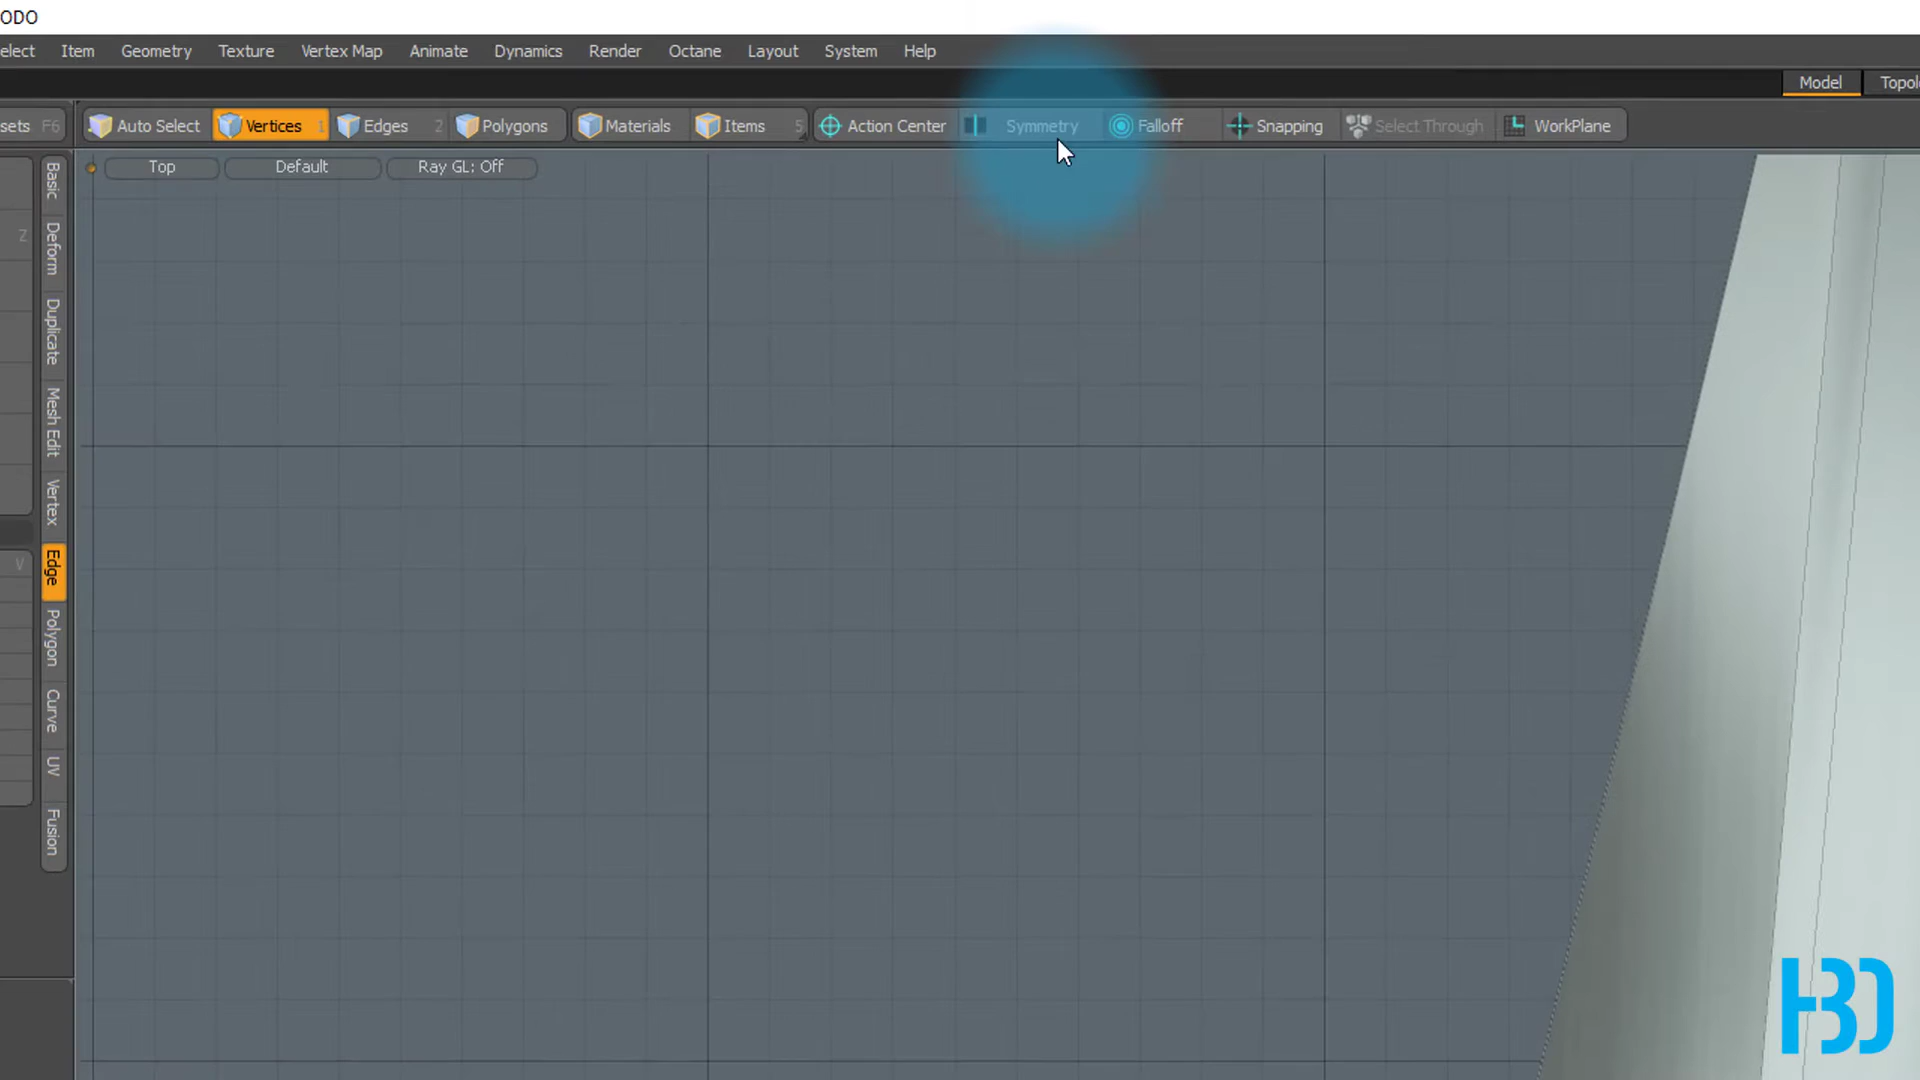 ODO
elect Item Geometry Texture Vertex Map Animate Dynamics Render Octane Layout System Help
Model Topol
sets F6 Auto Select Vertices 1 Edges 2 Polygons Materials Items 5 Action Center Symmetry Falloff Snapping Select Through WorkPlane
Top Default Ray GL: Off
Basic
Z
Deform
Duplicate
Mesh Edit
Vertex
V
Edge
Polygon
Curve
UV
Fusion
H3D